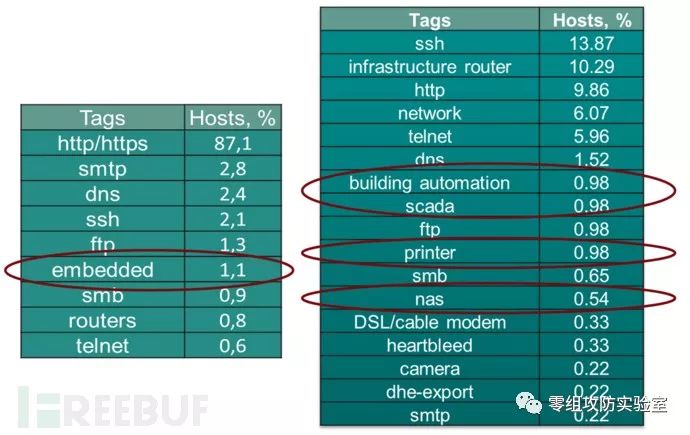 Tags Hosts, %
http/https 87,1
smtp 2,8
dns 2,4
ssh 2,1
ftp 1,3
embedded 1,1
smb 0,9
routers 0,8
telnet 0,6
Tags Hosts, %
ssh 13.87
infrastructure router 10.29
http 9.86
network 6.07
telnet 5.96
dns 1.52
building automation 0.98
scada 0.98
ftp 0.98
printer 0.98
smb 0.65
nas 0.54
DSL/cable modem 0.33
heartbleed 0.33
camera 0.22
dhe-export 0.22
smtp 0.22
FREEBUF
零组攻防实验室